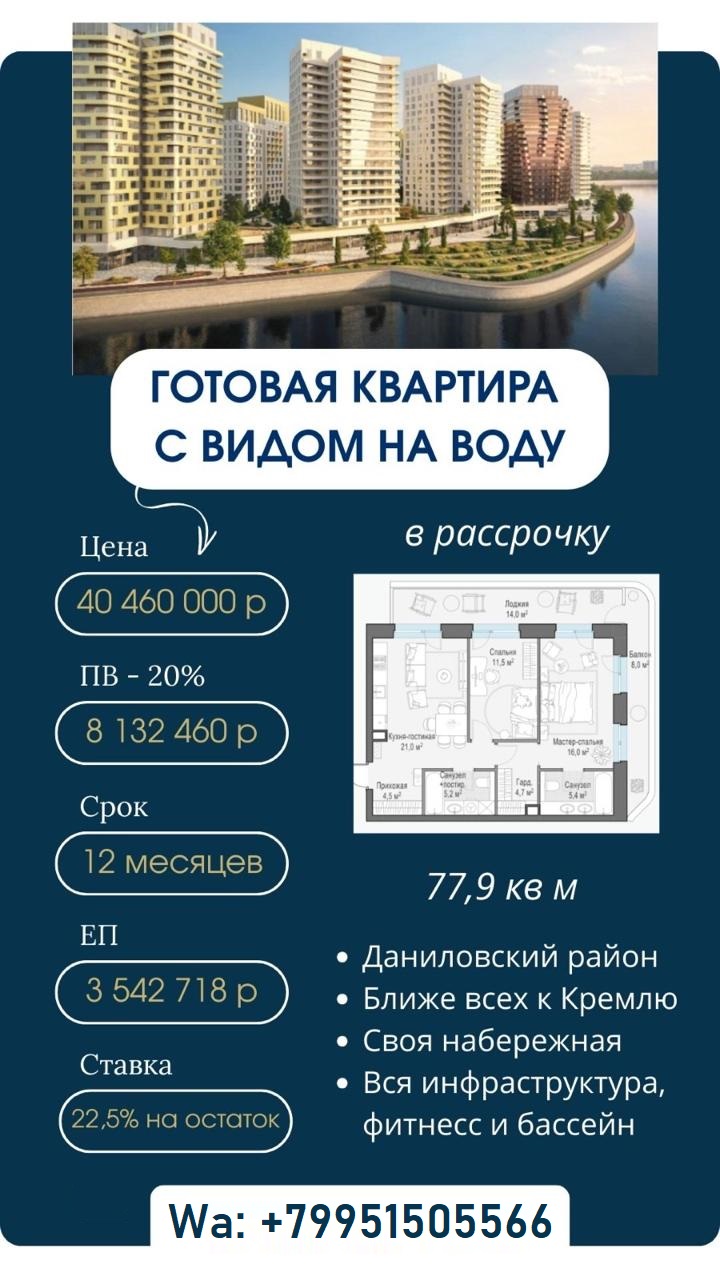 ГОТОВАЯ КВАРТИРА
С ВИДОМ НА ВОДУ
в рассрочку
Цена
40 460 000 р
ПВ - 20%
8 132 460 р
Срок
12 месяцев
ЕП
3 542 718 р
Ставка
22,5% на остаток
Лоджия
14,0 м²
Спальня
11,5 м²
Балкон
8,0 м²
Кухня-гостиная
21,0 м²
Мастер-спальня
16,0 м²
Прихожая
4,5 м²
Санузел
+постир.
5,2 м²
Гард.
4,7 м²
Санузел
5,4 м²
77,9 кв м
• Даниловский район
• Ближе всех к Кремлю
• Своя набережная
• Вся инфраструктура,
фитнесс и бассейн
Wa: +79951505566